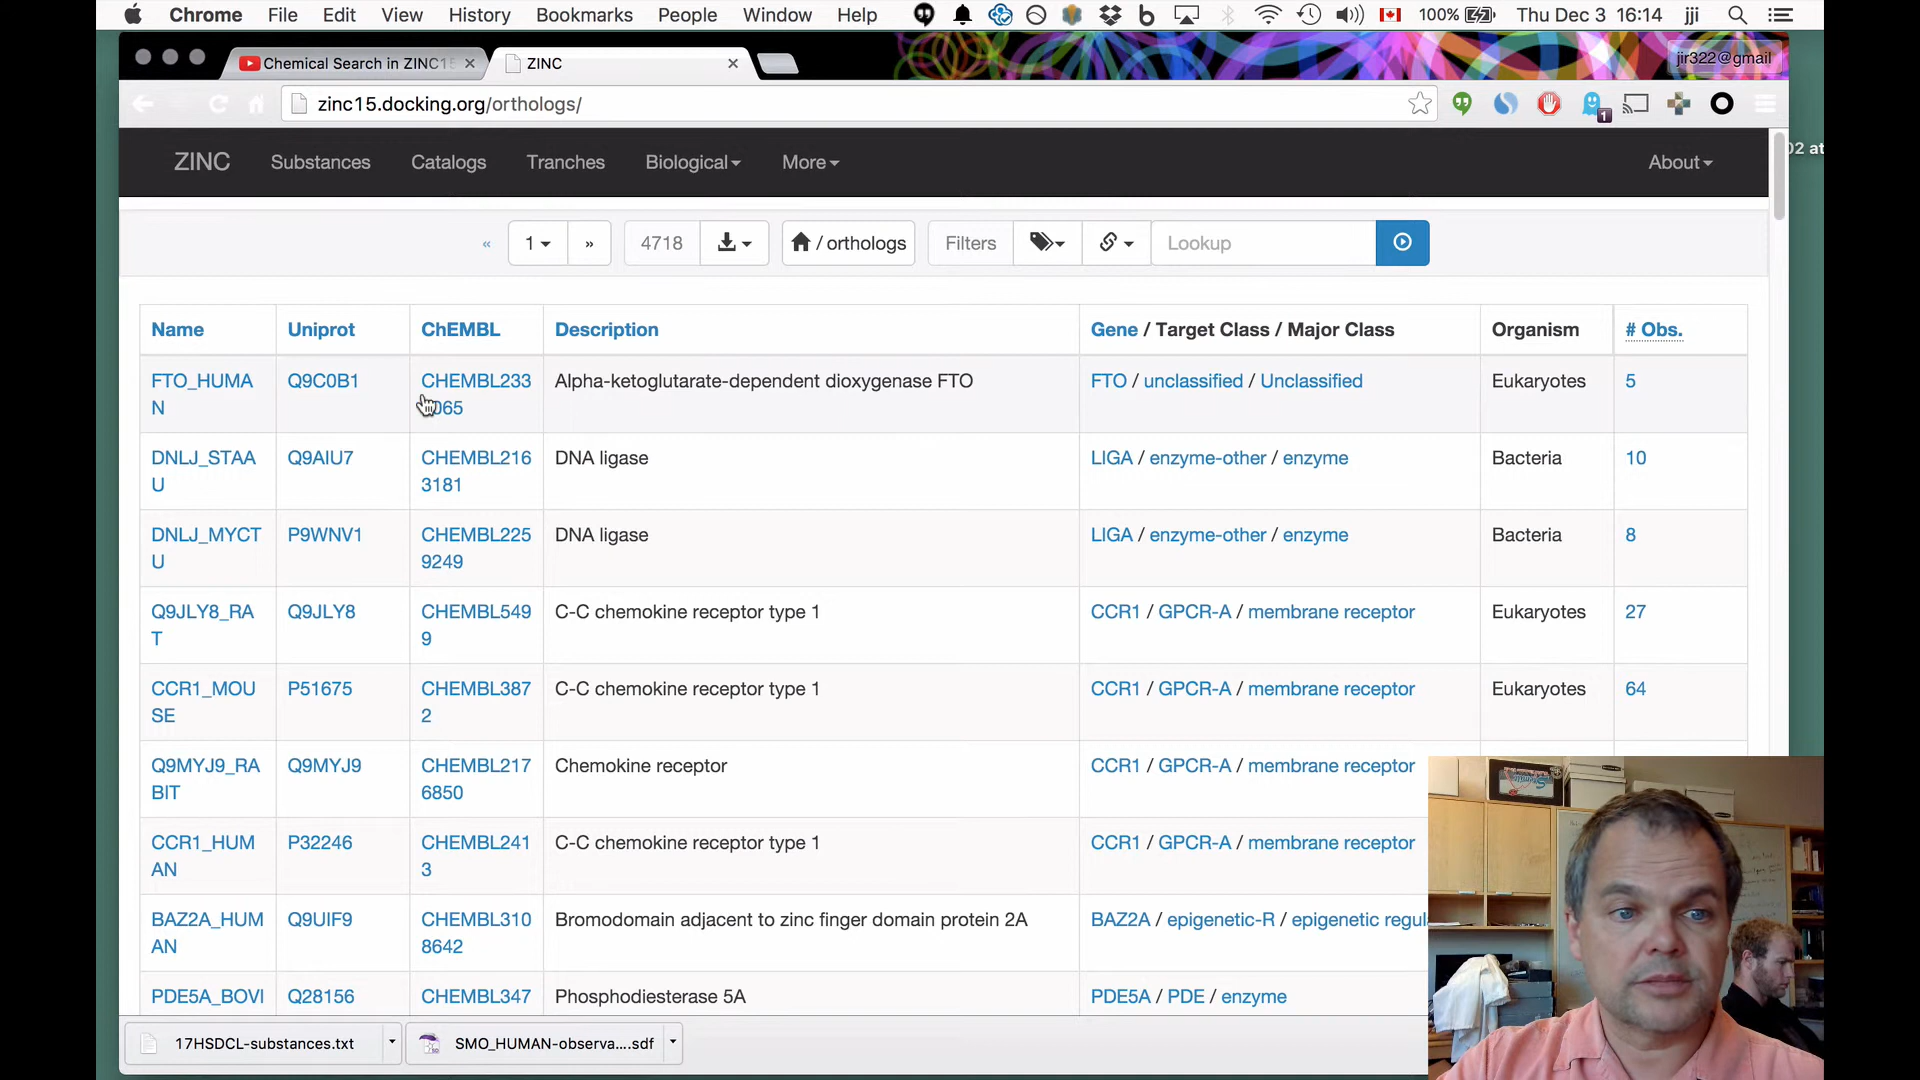 Chrome File Edit View History Bookmarks People Window Help 100% Thu Dec 3 16:14 jji
Chemical Search in ZINC15 ZINC jir322@gmail
zinc15.docking.org/orthologs/ 1
02 at
ZINC Substances Catalogs Tranches Biological More About
« 1 » 4718 / orthologs Filters Lookup
Name Uniprot ChEMBL Description Gene / Target Class / Major Class Organism # Obs.
FTO_HUMA Q9C0B1 CHEMBL233 Alpha-ketoglutarate-dependent dioxygenase FTO FTO / unclassified / Unclassified Eukaryotes 5
N 065
DNLJ_STAA Q9AIU7 CHEMBL216 DNA ligase LIGA / enzyme-other / enzyme Bacteria 10
U 3181
DNLJ_MYCT P9WNV1 CHEMBL225 DNA ligase LIGA / enzyme-other / enzyme Bacteria 8
U 9249
Q9JLY8_RA Q9JLY8 CHEMBL549 C-C chemokine receptor type 1 CCR1 / GPCR-A / membrane receptor Eukaryotes 27
T 9
CCR1_MOU P51675 CHEMBL387 C-C chemokine receptor type 1 CCR1 / GPCR-A / membrane receptor Eukaryotes 64
SE 2
Q9MYJ9_RA Q9MYJ9 CHEMBL217 Chemokine receptor CCR1 / GPCR-A / membrane receptor
BIT 6850
CCR1_HUM P32246 CHEMBL241 C-C chemokine receptor type 1 CCR1 / GPCR-A / membrane receptor
AN 3
BAZ2A_HUM Q9UIF9 CHEMBL310 Bromodomain adjacent to zinc finger domain protein 2A BAZ2A / epigenetic-R / epigenetic regul
AN 8642
PDE5A_BOVI Q28156 CHEMBL347 Phosphodiesterase 5A PDE5A / PDE / enzyme
17HSDCL-substances.txt SMO_HUMAN-observa....sdf